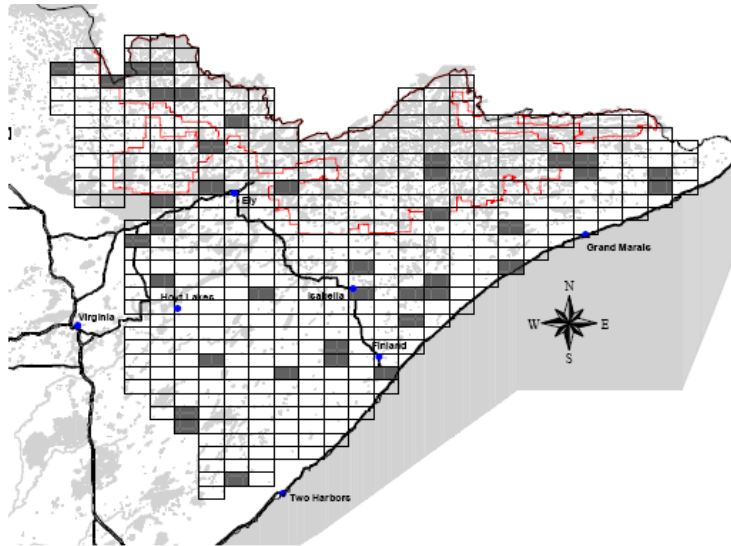 Ely
Grand Marais
Isabella
Hoyt Lakes
Virginia
Finland
Two Harbors
N
W
E
S